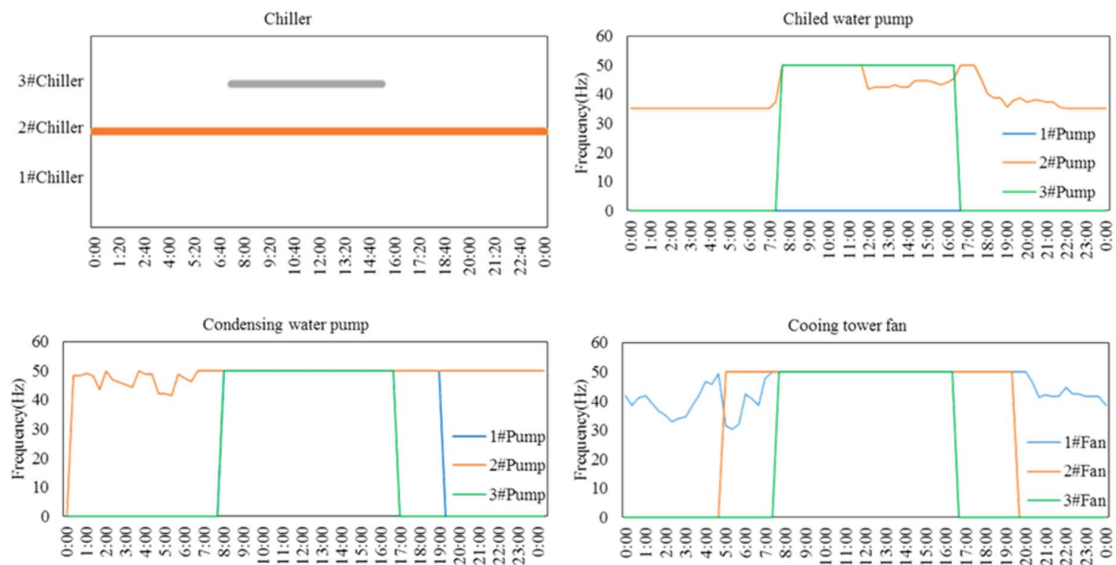 Chiller
3#Chiller
2#Chiller
1#Chiller
0:00 1:20 2:40 4:00 5:20 6:40 8:00 9:20 10:40 12:00 13:20 14:40 16:00 17:20 18:40 20:00 21:20 22:40 0:00
Chiled water pump
Frequency(Hz)
60
50
40
30
20
10
0
1#Pump
2#Pump
3#Pump
0:00 1:00 2:00 3:00 4:00 5:00 6:00 7:00 8:00 9:00 10:00 11:00 12:00 13:00 14:00 15:00 16:00 17:00 18:00 19:00 20:00 21:00 22:00 23:00 0:00
Condensing water pump
Frequency(Hz)
60
50
40
30
20
10
0
1#Pump
2#Pump
3#Pump
0:00 1:00 2:00 3:00 4:00 5:00 6:00 7:00 8:00 9:00 10:00 11:00 12:00 13:00 14:00 15:00 16:00 17:00 18:00 19:00 20:00 21:00 22:00 23:00 0:00
Cooing tower fan
Frequency(Hz)
60
50
40
30
20
10
0
1#Fan
2#Fan
3#Fan
0:00 1:00 2:00 3:00 4:00 5:00 6:00 7:00 8:00 9:00 10:00 11:00 12:00 13:00 14:00 15:00 16:00 17:00 18:00 19:00 20:00 21:00 22:00 23:00 0:00